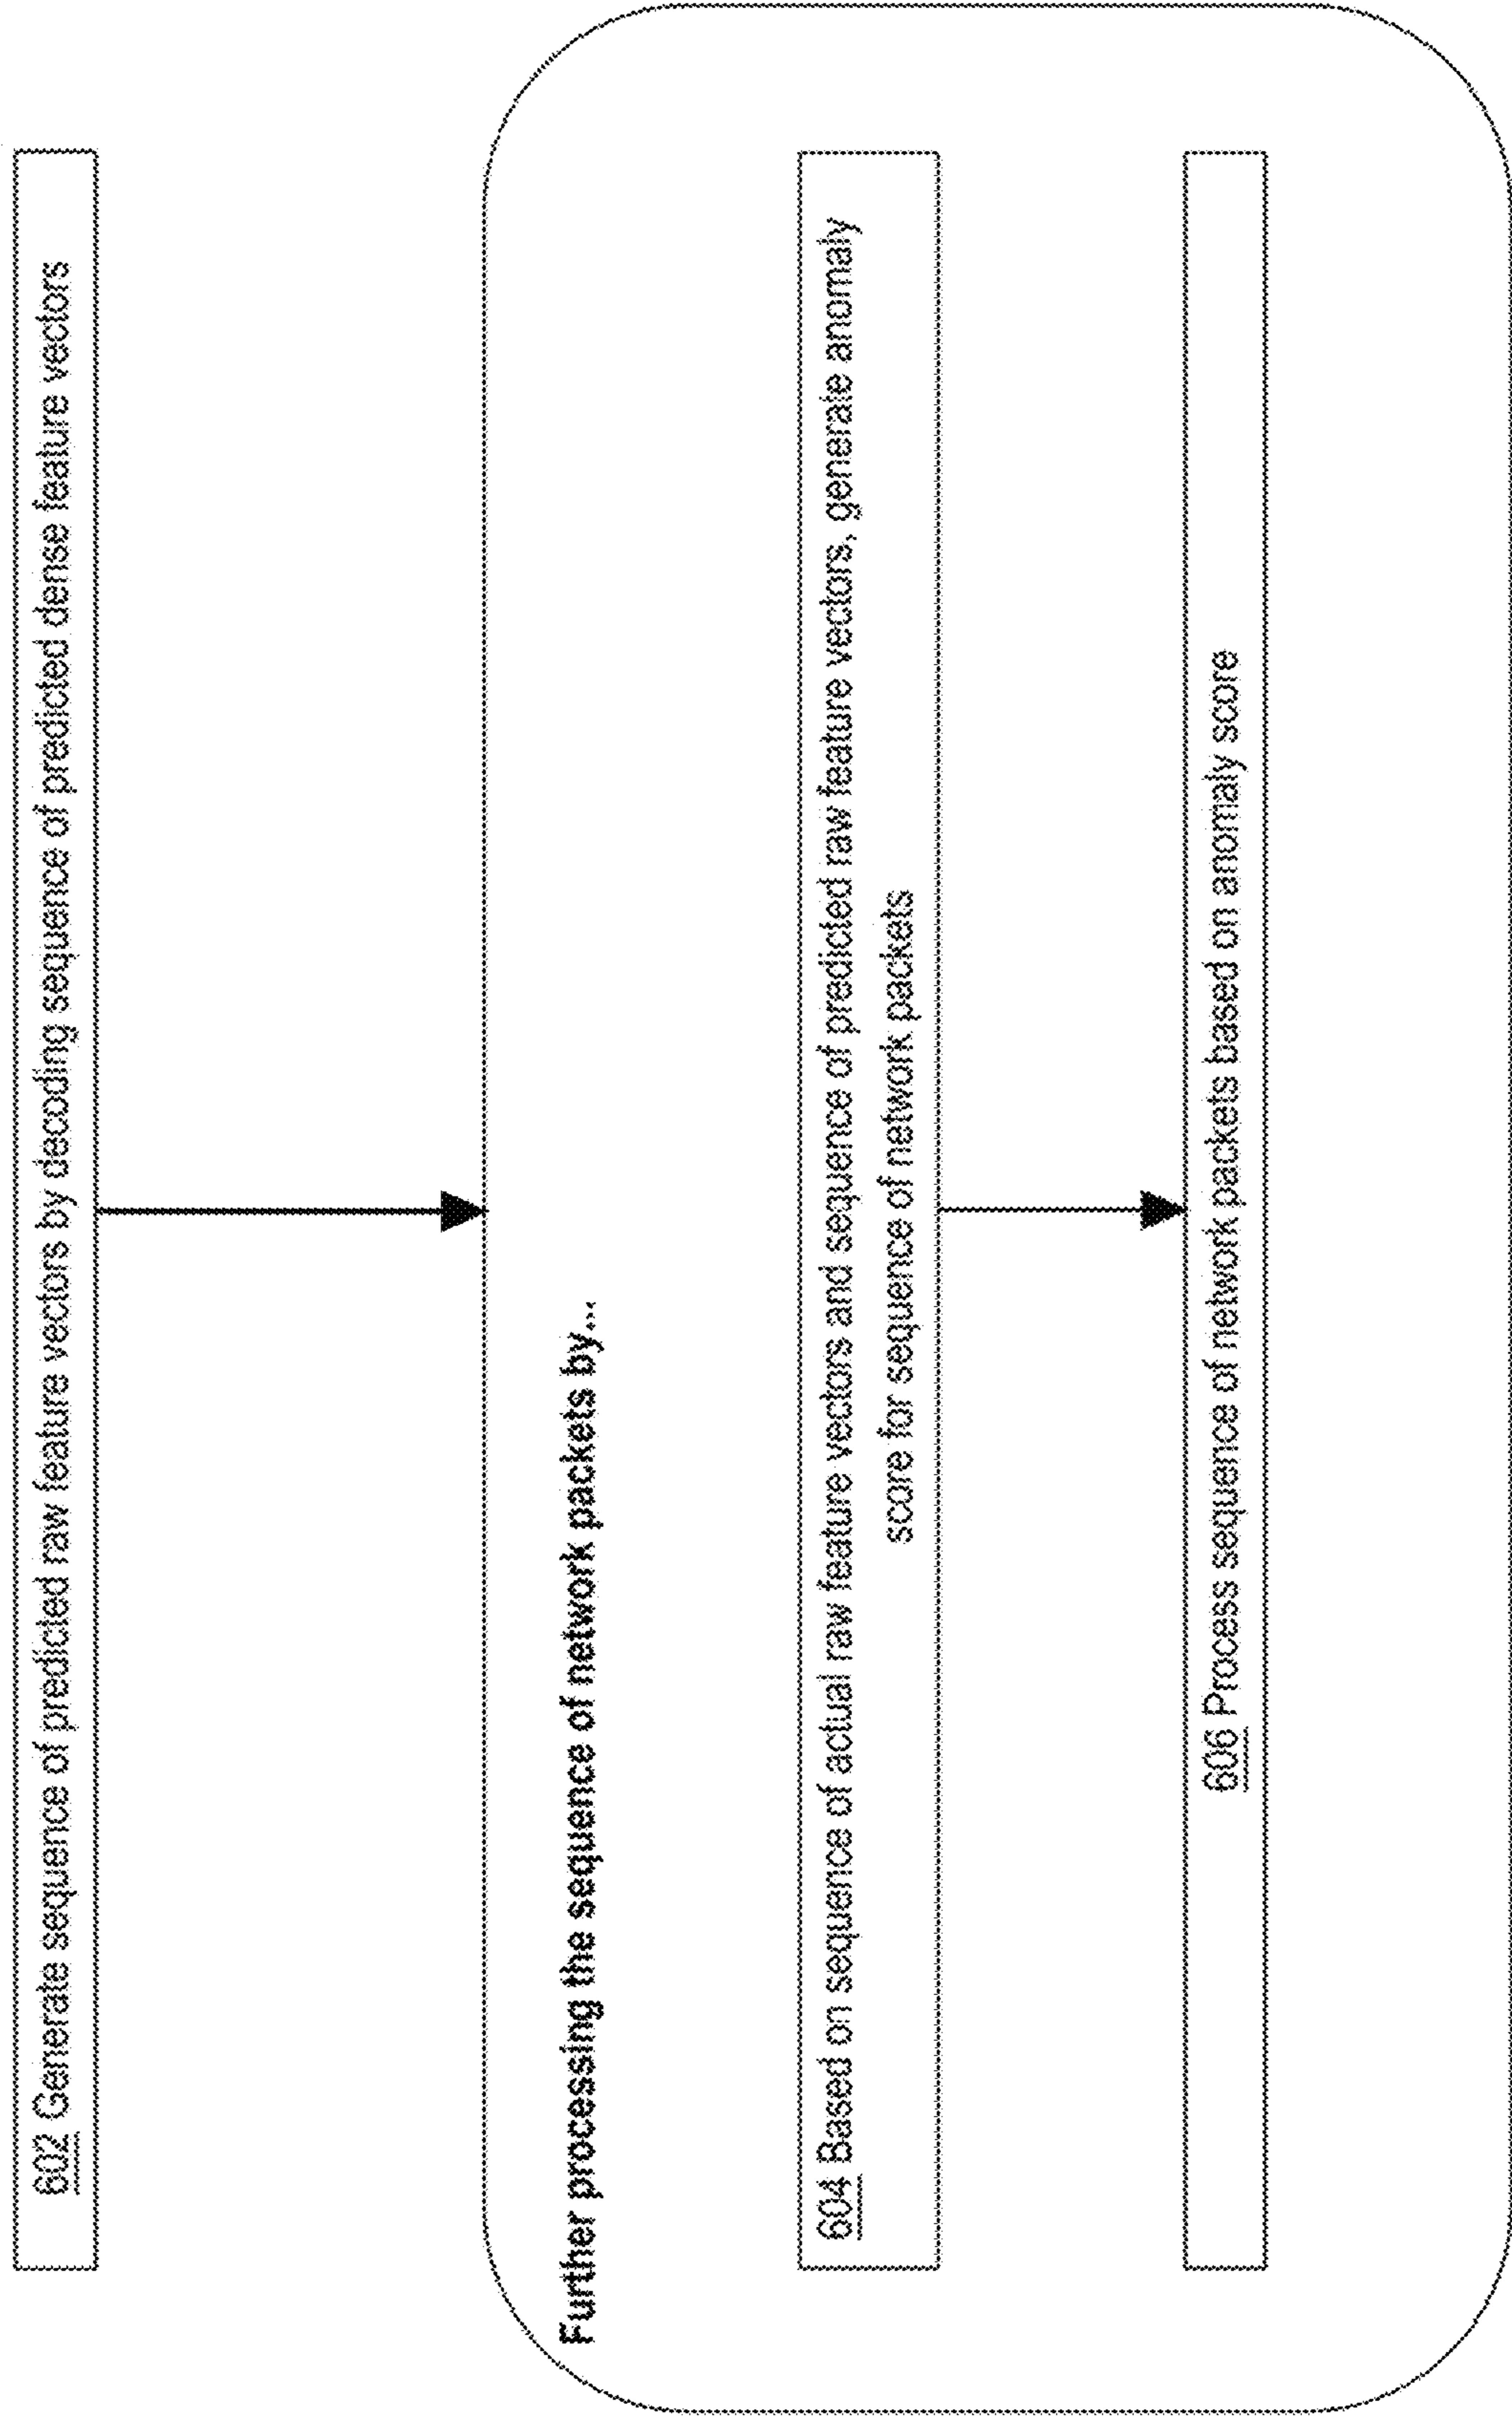 602 Generate sequence of predicted raw feature vectors by decoding sequence of predicted dense feature vectors
Further processing the sequence of network packets by...
604 Based on sequence of actual raw feature vectors and sequence of predicted raw feature vectors, generate anomaly
score for sequence of network packets
606 Process sequence of network packets based on anomaly score